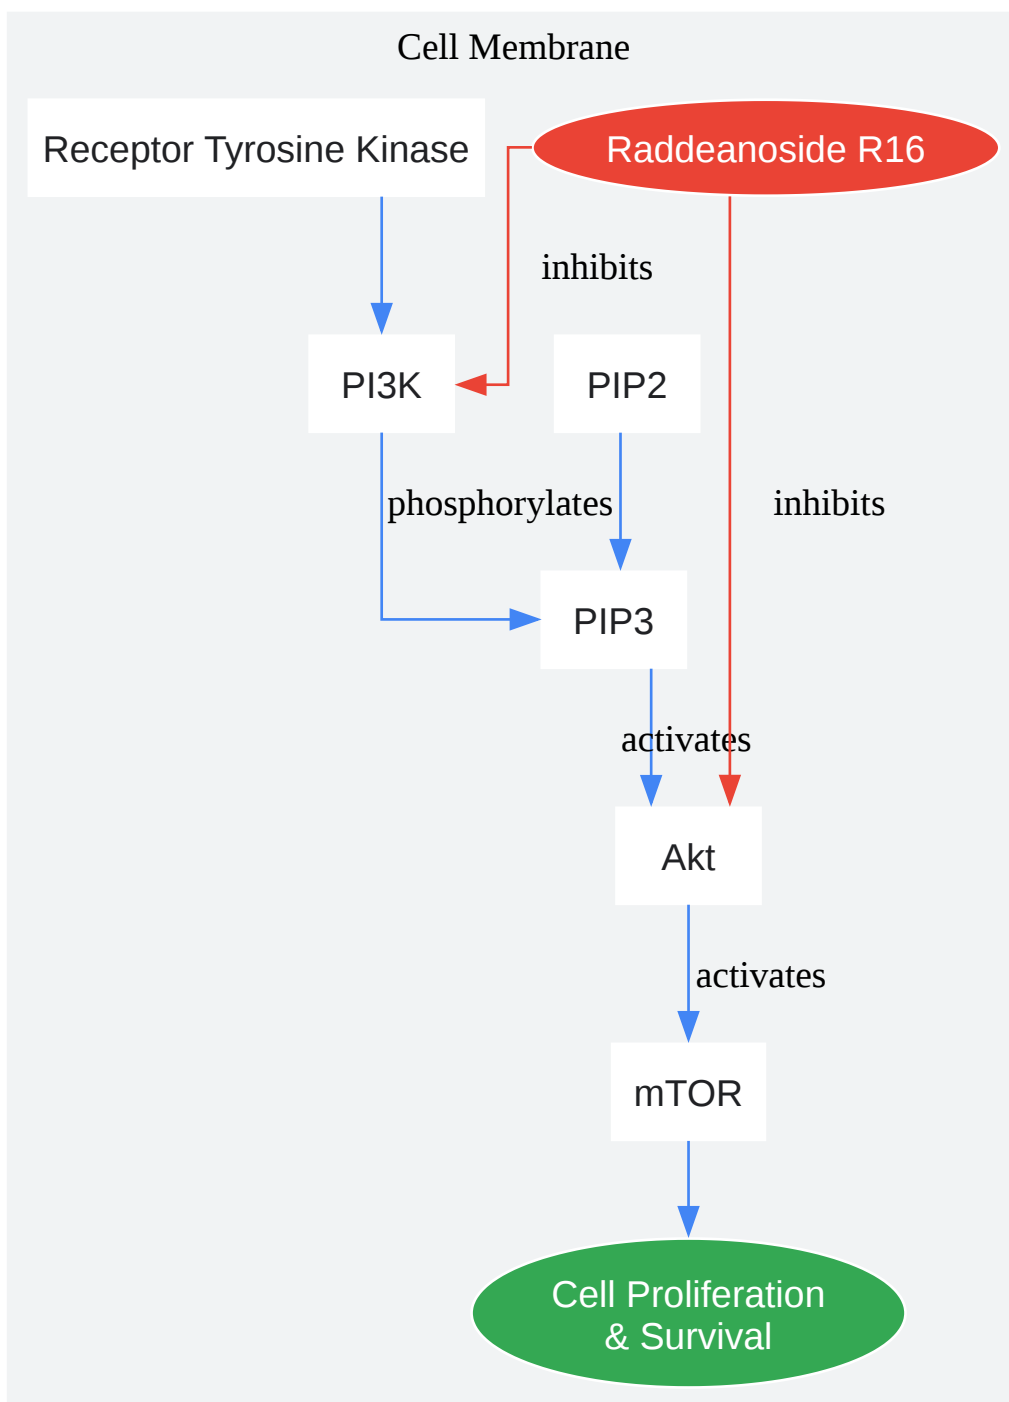 Cell Membrane
Receptor Tyrosine Kinase
Raddeanoside R16
inhibits
PI3K
PIP2
phosphorylates
inhibits
PIP3
activates
Akt
activates
mTOR
Cell Proliferation
& Survival